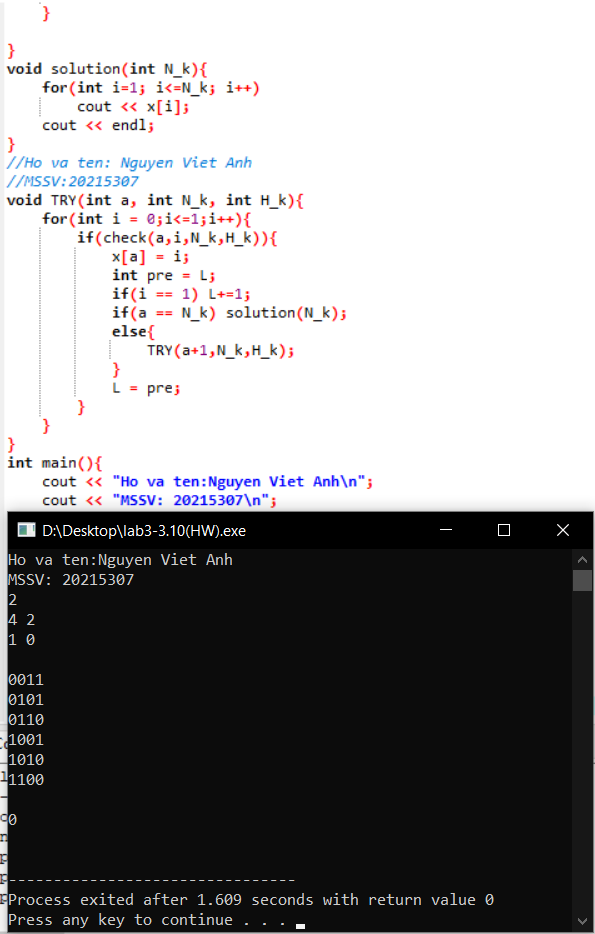 }
}
void solution(int N_k){
for(int i=1; i<=N_k; i++)
cout << x[i];
cout << endl;
}
//Ho va ten: Nguyen Viet Anh
//MSSV:20215307
void TRY(int a, int N_k, int H_k){
for(int i = 0;i<=1;i++){
if(check(a,i,N_k,H_k)){
x[a] = i;
int pre = L;
if(i == 1) L+=1;
if(a == N_k) solution(N_k);
else{
TRY(a+1,N_k,H_k);
}
L = pre;
}
}
}
int main(){
cout << "Ho va ten:Nguyen Viet Anh\n";
cout << "MSSV: 20215307\n";
D:\Desktop\lab3-3.10(HW).exe
Ho va ten:Nguyen Viet Anh
MSSV: 20215307
2
4 2
1 0
0011
0101
0110
1001
1010
1100
0
--------------------------------
Process exited after 1.609 seconds with return value 0
Press any key to continue . . .